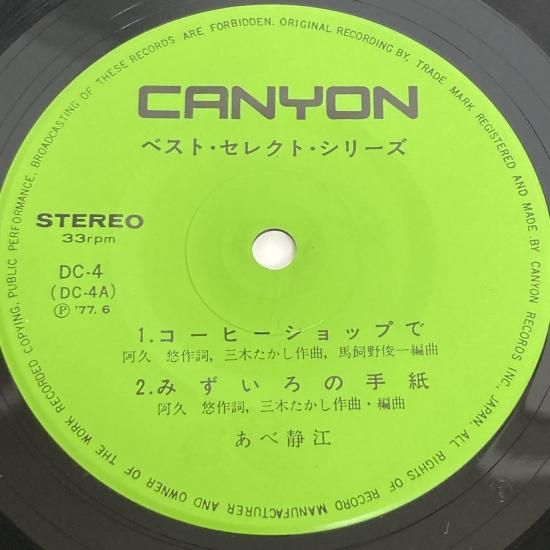 CANYON
ベスト・セレクト・シリーズ
STEREO
33rpm
DC-4
(DC-4A)
Ⓟ '77. 6
1.コーヒーショップで
阿久 悠作詞, 三木たかし作曲, 馬飼野俊一編曲
2.みずいろの手紙
阿久 悠作詞, 三木たかし作曲・編曲
あべ静江
ALL RIGHTS OF RECORD MANUFACTURER AND OWNER OF THE WORK RECORDED COPYING, PUBLIC PERFORMANCE, BROADCASTING OF THESE RECORDS ARE FORBIDDEN. ORIGINAL RECORDING BY, TRADE MARK REGISTERED AND MADE BY CANYON RECORDS INC., JAPAN,